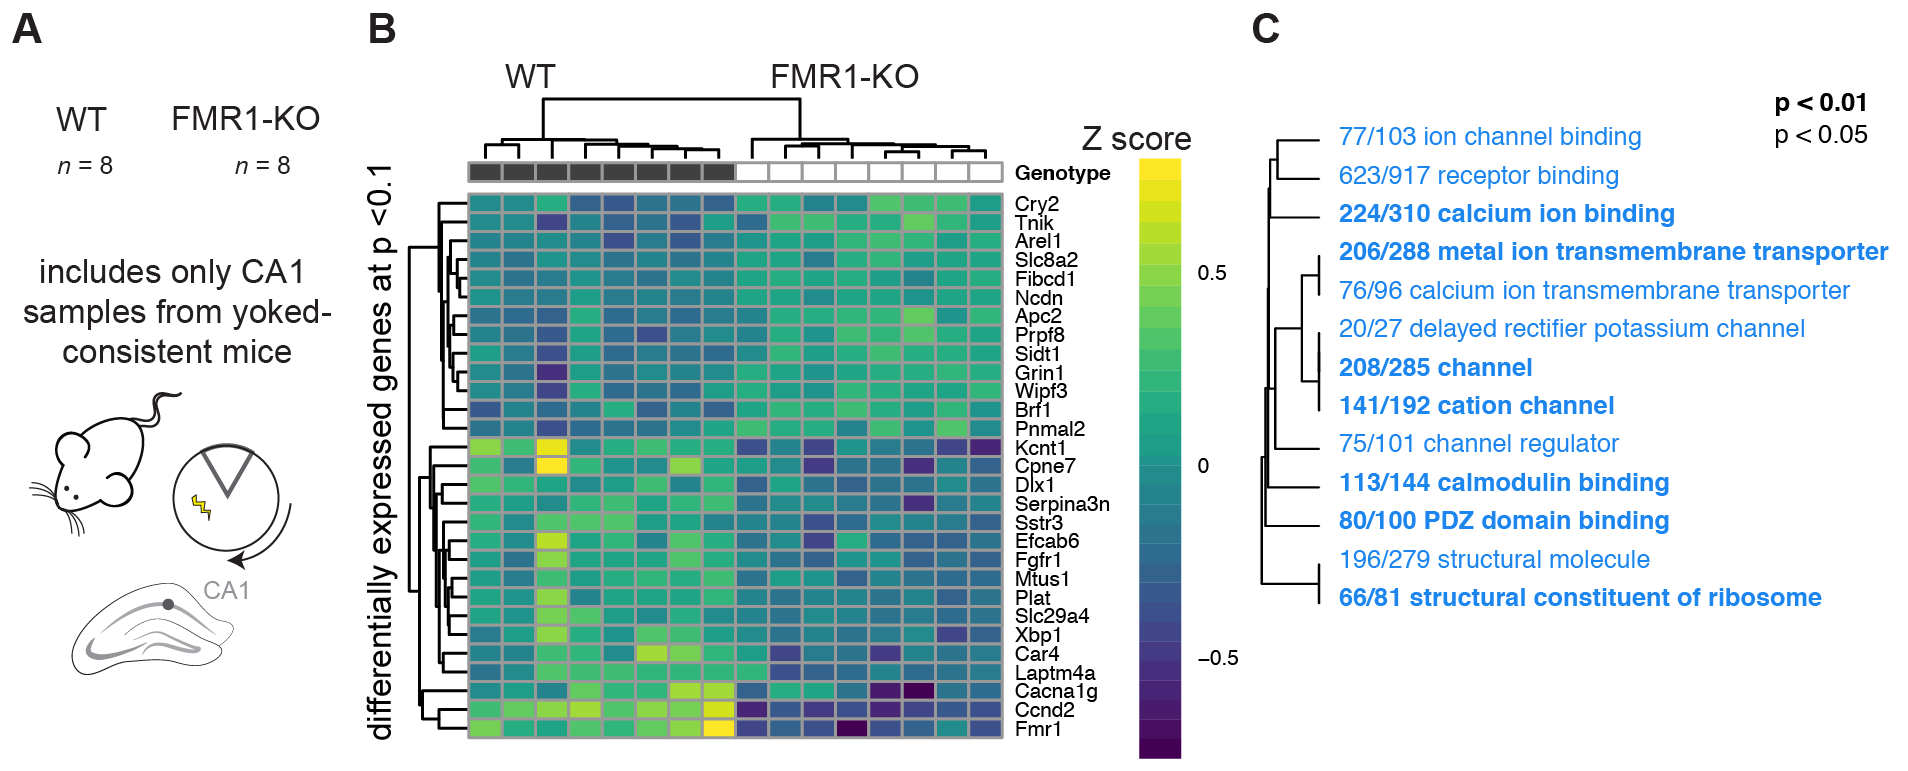 A
WT
FMR1-KO
n = 8
n = 8
includes only CA1
samples from yoked-
consistent mice
CA1
B
WT
FMR1-KO
differentially expressed genes at p <0.1
Genotype
Cry2
Tnik
Arel1
Slc8a2
Fibcd1
Ncdn
Apc2
Prpf8
Sidt1
Grin1
Wipf3
Brf1
Pnmal2
Kcnt1
Cpne7
Dlx1
Serpina3n
Sstr3
Efcab6
Fgfr1
Mtus1
Plat
Slc29a4
Xbp1
Car4
Laptm4a
Cacna1g
Ccnd2
Fmr1
Z score
0.5
0
−0.5
C
p < 0.01
p < 0.05
77/103 ion channel binding
623/917 receptor binding
224/310 calcium ion binding
206/288 metal ion transmembrane transporter
76/96 calcium ion transmembrane transporter
20/27 delayed rectifier potassium channel
208/285 channel
141/192 cation channel
75/101 channel regulator
113/144 calmodulin binding
80/100 PDZ domain binding
196/279 structural molecule
66/81 structural constituent of ribosome